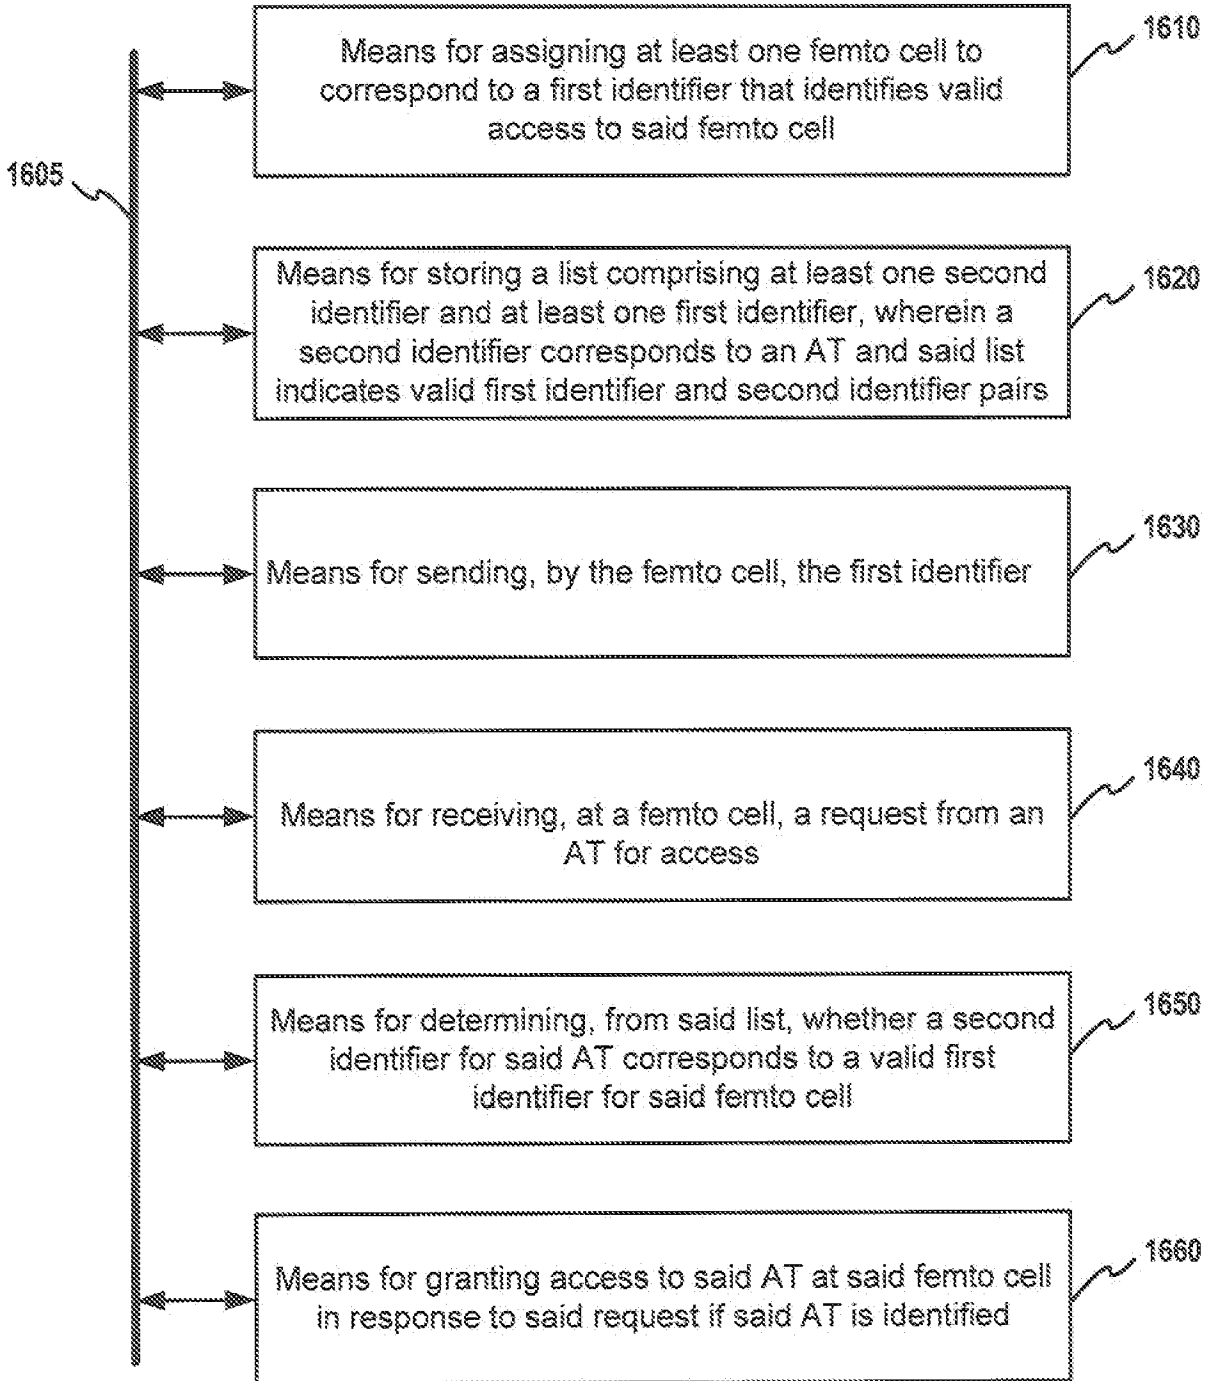 1610
Means for assigning at least one femto cell to
correspond to a first identifier that identifies valid
access to said femto cell
1605
1620
Means for storing a list comprising at least one second
identifier and at least one first identifier, wherein a
second identifier corresponds to an AT and said list
indicates valid first identifier and second identifier pairs
1630
Means for sending, by the femto cell, the first identifier
1640
Means for receiving, at a femto cell, a request from an
AT for access
1650
Means for determining, from said list, whether a second
identifier for said AT corresponds to a valid first
identifier for said femto cell
1660
Means for granting access to said AT at said femto cell
in response to said request if said AT is identified